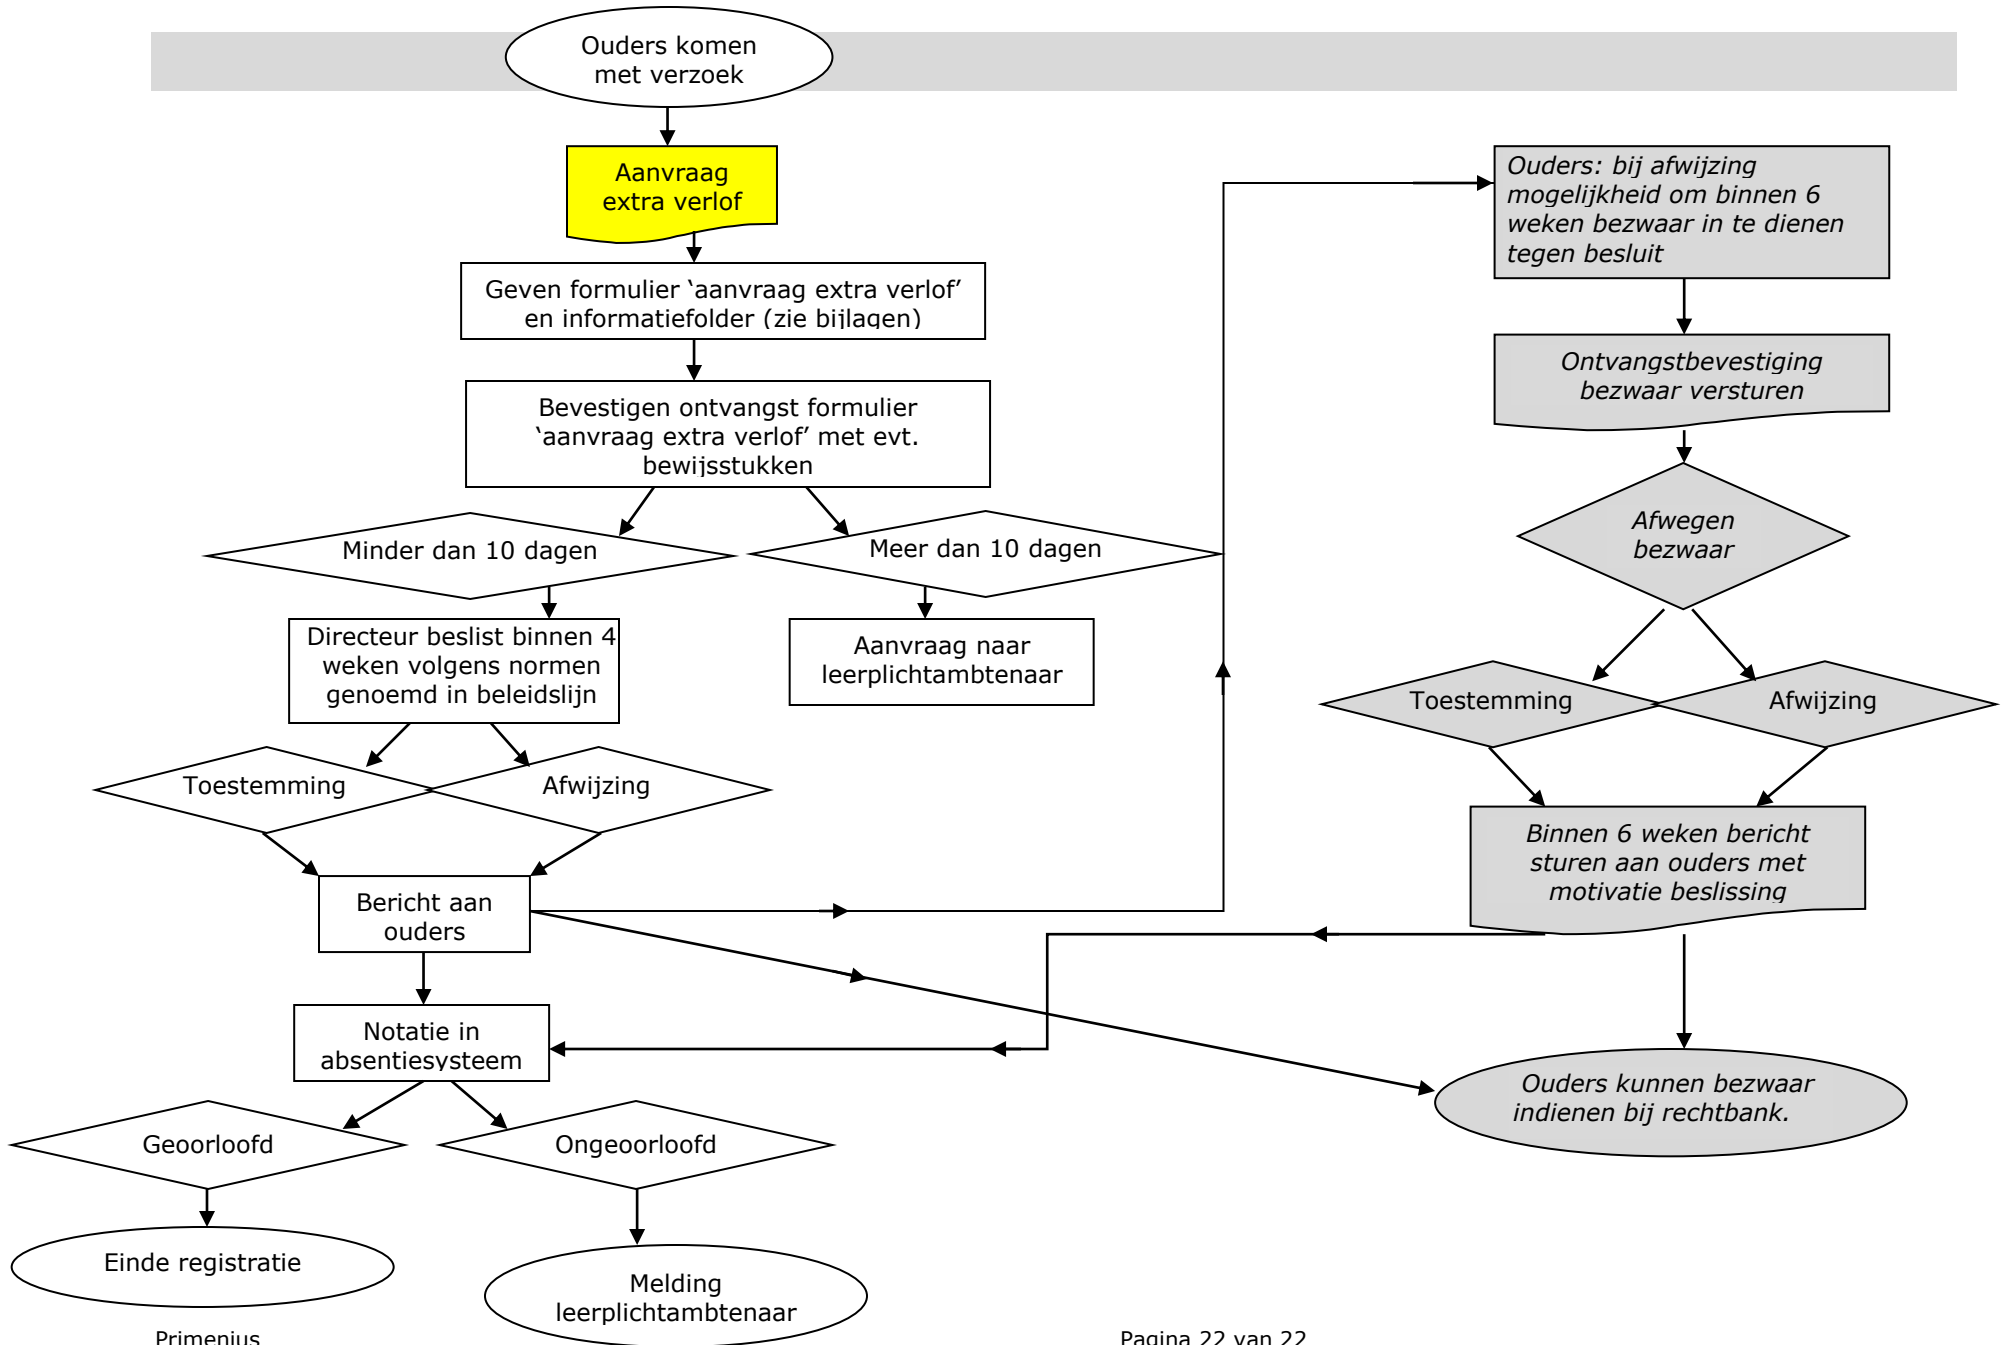 Ouders komen
met verzoek
Aanvraag
extra verlof
Geven formulier ‘aanvraag extra verlof’
en informatiefolder (zie bijlagen)
Bevestigen ontvangst formulier
‘aanvraag extra verlof’ met evt.
bewijsstukken
Minder dan 10 dagen
Meer dan 10 dagen
Directeur beslist binnen 4
weken volgens normen
genoemd in beleidslijn
Aanvraag naar
leerplichtambtenaar
Toestemming
Afwijzing
Bericht aan
ouders
Notatie in
absentiesysteem
Geoorloofd
Ongeoorloofd
Einde registratie
Melding
leerplichtambtenaar
Ouders: bij afwijzing
mogelijkheid om binnen 6
weken bezwaar in te dienen
tegen besluit
Ontvangstbevestiging
bezwaar versturen
Afwegen
bezwaar
Toestemming
Afwijzing
Binnen 6 weken bericht
sturen aan ouders met
motivatie beslissing
Ouders kunnen bezwaar
indienen bij rechtbank.
Primenius
Pagina 22 van 22